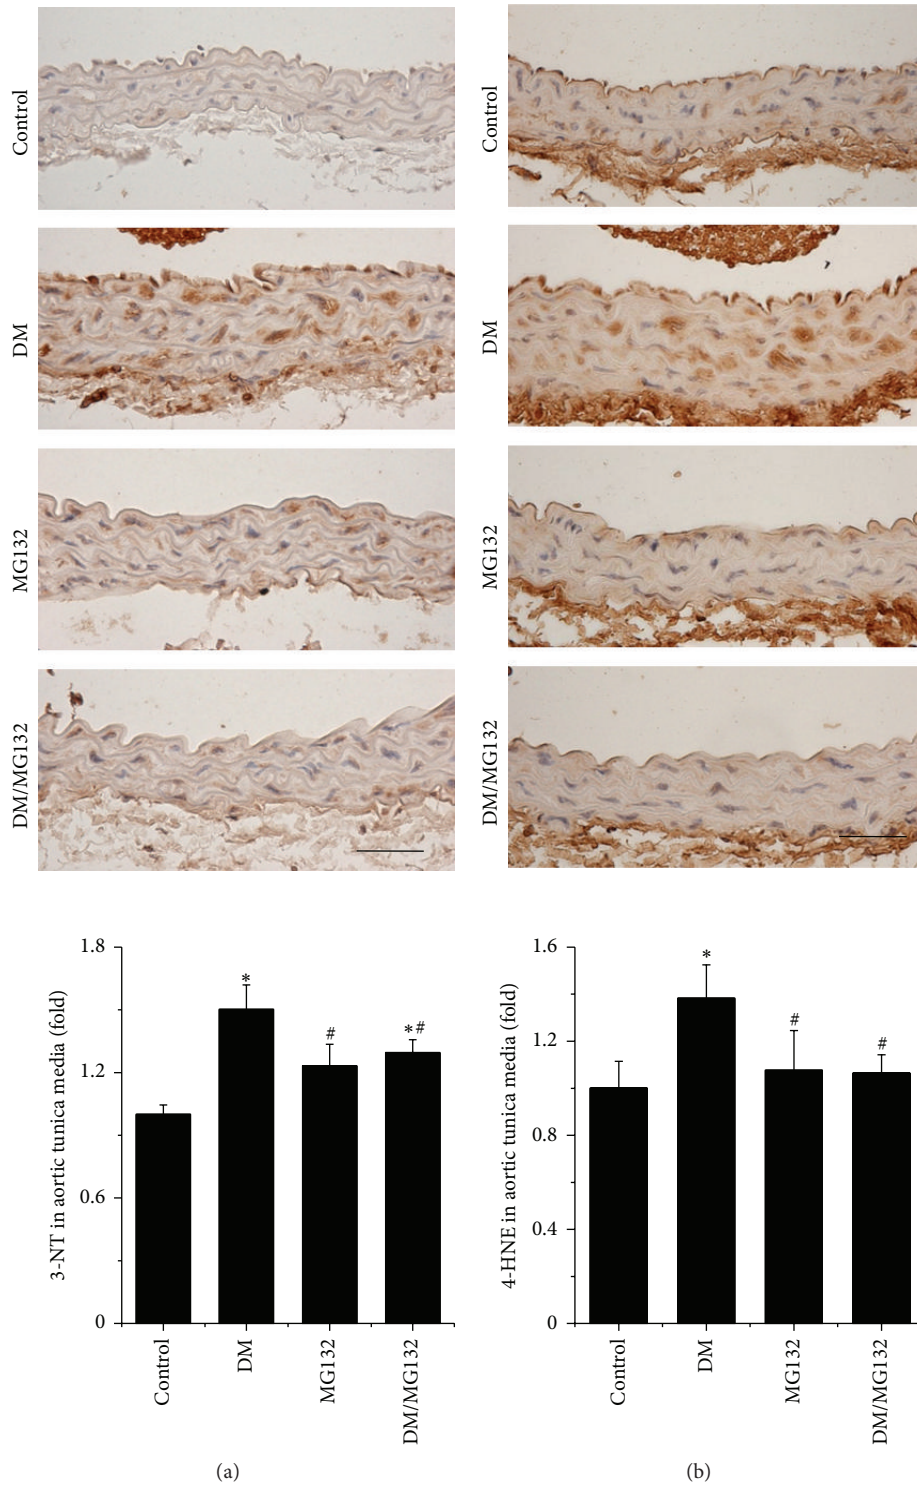 Control
DM
MG132
DM/MG132
Control
DM
MG132
DM/MG132
3-NT in aortic tunica media (fold)
1.8
1.2
0.6
0
*
#
*#
Control
DM
MG132
DM/MG132
(a)
4-HNE in aortic tunica media (fold)
1.6
1.2
0.8
0.4
0
*
#
#
Control
DM
MG132
DM/MG132
(b)